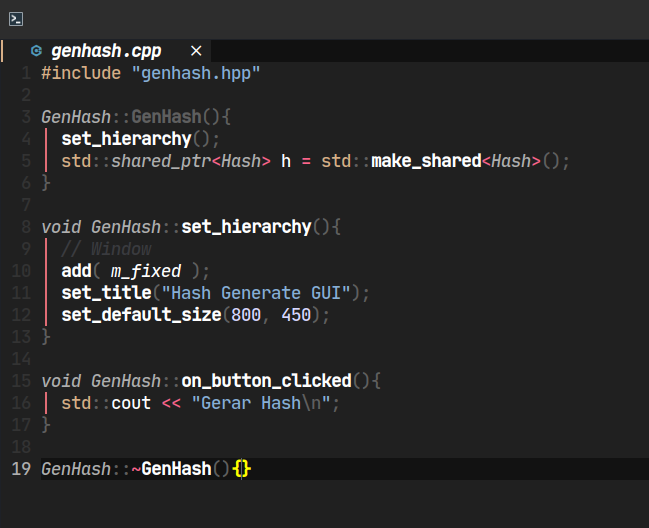 genhash.cpp ×
1 #include "genhash.hpp"
2
3 GenHash::GenHash(){
4   set_hierarchy();
5   std::shared_ptr<Hash> h = std::make_shared<Hash>();
6 }
7
8 void GenHash::set_hierarchy(){
9   // Window
10   add( m_fixed );
11   set_title("Hash Generate GUI");
12   set_default_size(800, 450);
13 }
14
15 void GenHash::on_button_clicked(){
16   std::cout << "Gerar Hash\n";
17 }
18
19 GenHash::~GenHash(){}